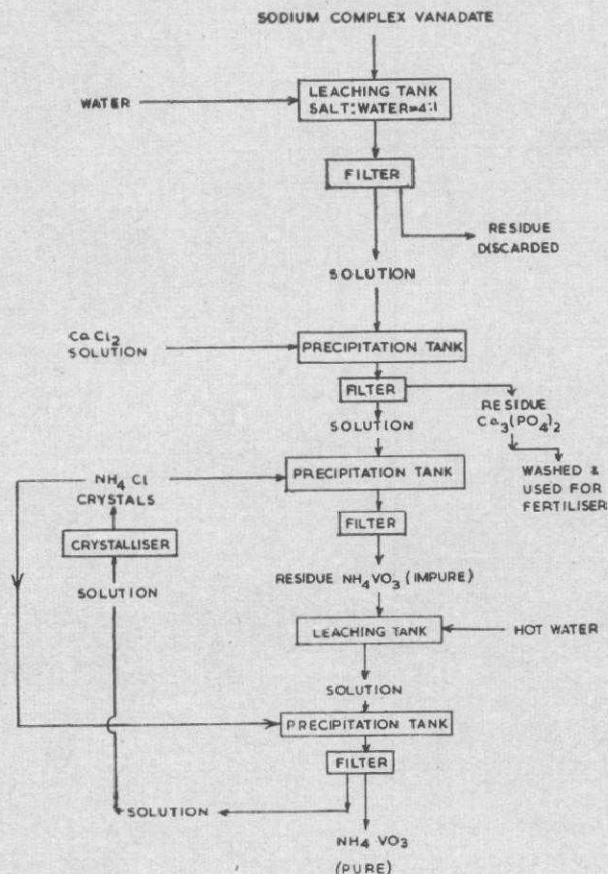 SODIUM COMPLEX VANADATE
WATER
LEACHING TANK
SALT:WATER=4:1
FILTER
RESIDUE
DISCARDED
SOLUTION
CaCl2
SOLUTION
PRECIPITATION TANK
FILTER
SOLUTION
RESIDUE
Ca3(PO4)2
WASHED &
USED FOR
FERTILISER
NH4 Cl
CRYSTALS
PRECIPITATION TANK
FILTER
CRYSTALLISER
SOLUTION
RESIDUE NH4VO3 (IMPURE)
LEACHING TANK
HOT WATER
SOLUTION
PRECIPITATION TANK
FILTER
SOLUTION
NH4 VO3
(PURE)